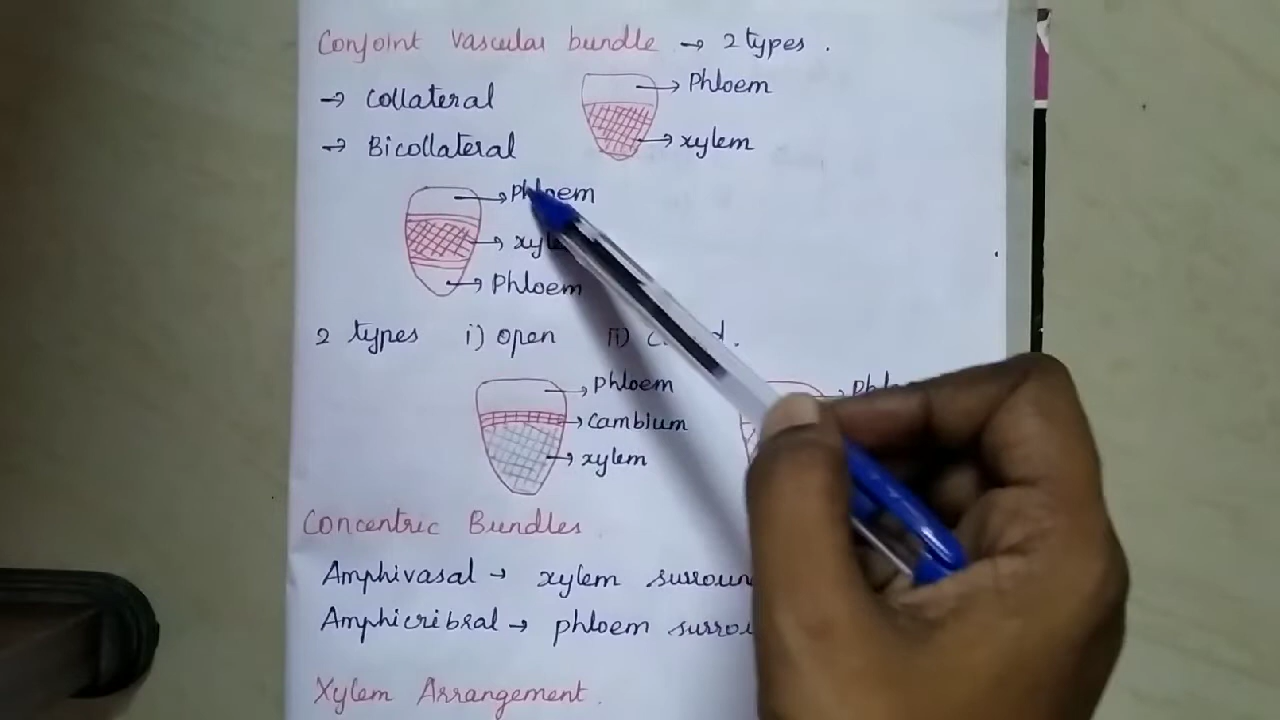 Conjoint vascular bundle → 2 types .
→ Collateral
Phloem
xylem
→ Bicollateral
Phloem
Phloem
2 types i) open ii)
Phloem
Cambium
xylem
Concentric Bundles
Amphivasal → xylem
Amphicribral → phloem
Xylem Arrangement.